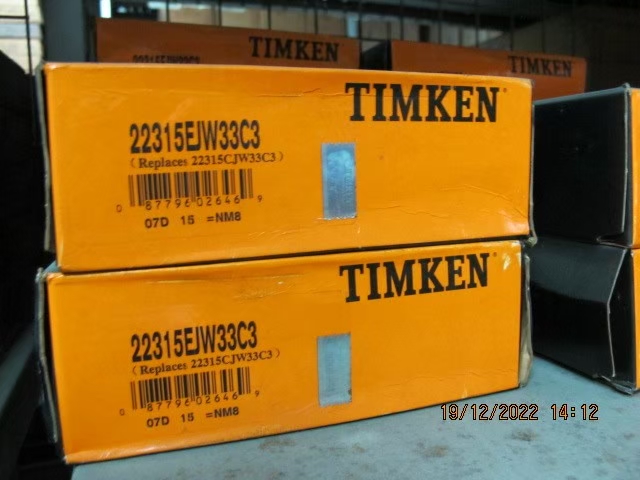 TIMKEN
22315EJW33C3
TIMKEN
TIMKEN
22315EJW33C3
(Replaces 22315CJW33C3)
0 87796 02646 9
07D 15 =NM8
TIMKEN
22315EJW33C3
(Replaces 22315CJW33C3)
0 87796 02646 9
07D 15 =NM8
19/12/2022 14:12